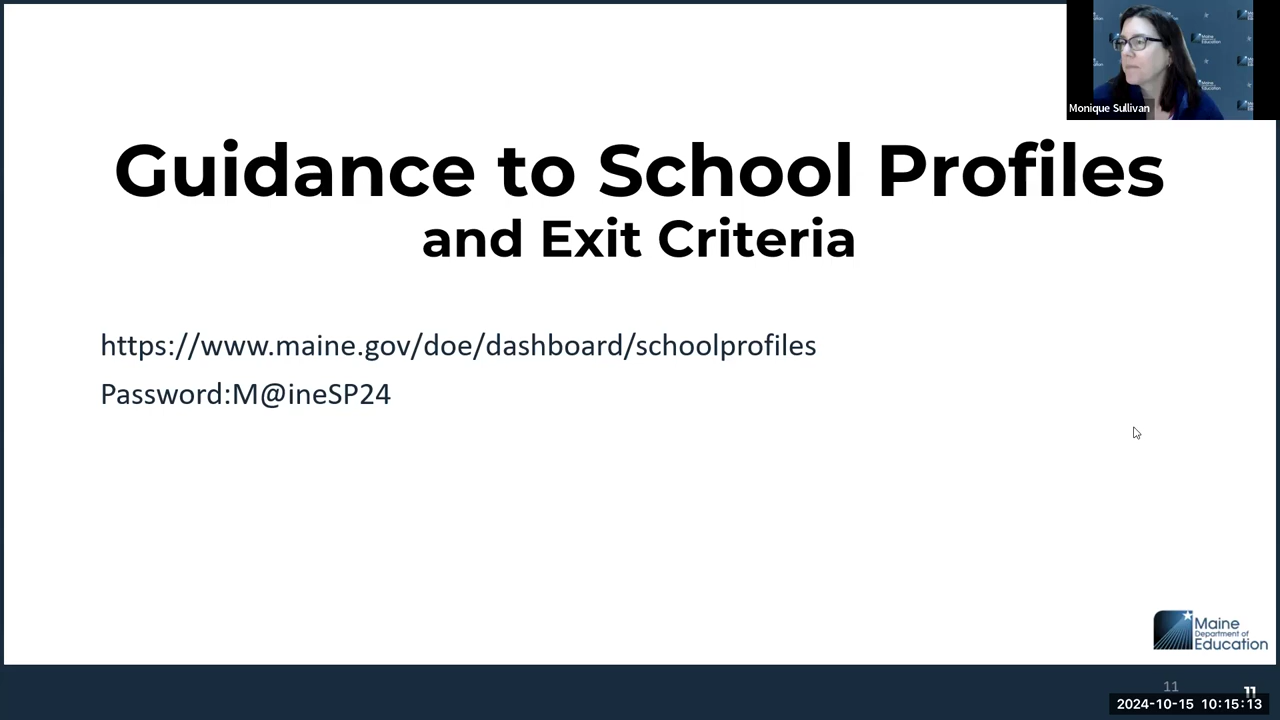 Monique Sullivan
Guidance to School Profiles
and Exit Criteria
https://www.maine.gov/doe/dashboard/schoolprofiles
Password:M@ineSP24
Maine
Department of
Education
11
11
2024-10-15 10:15:13